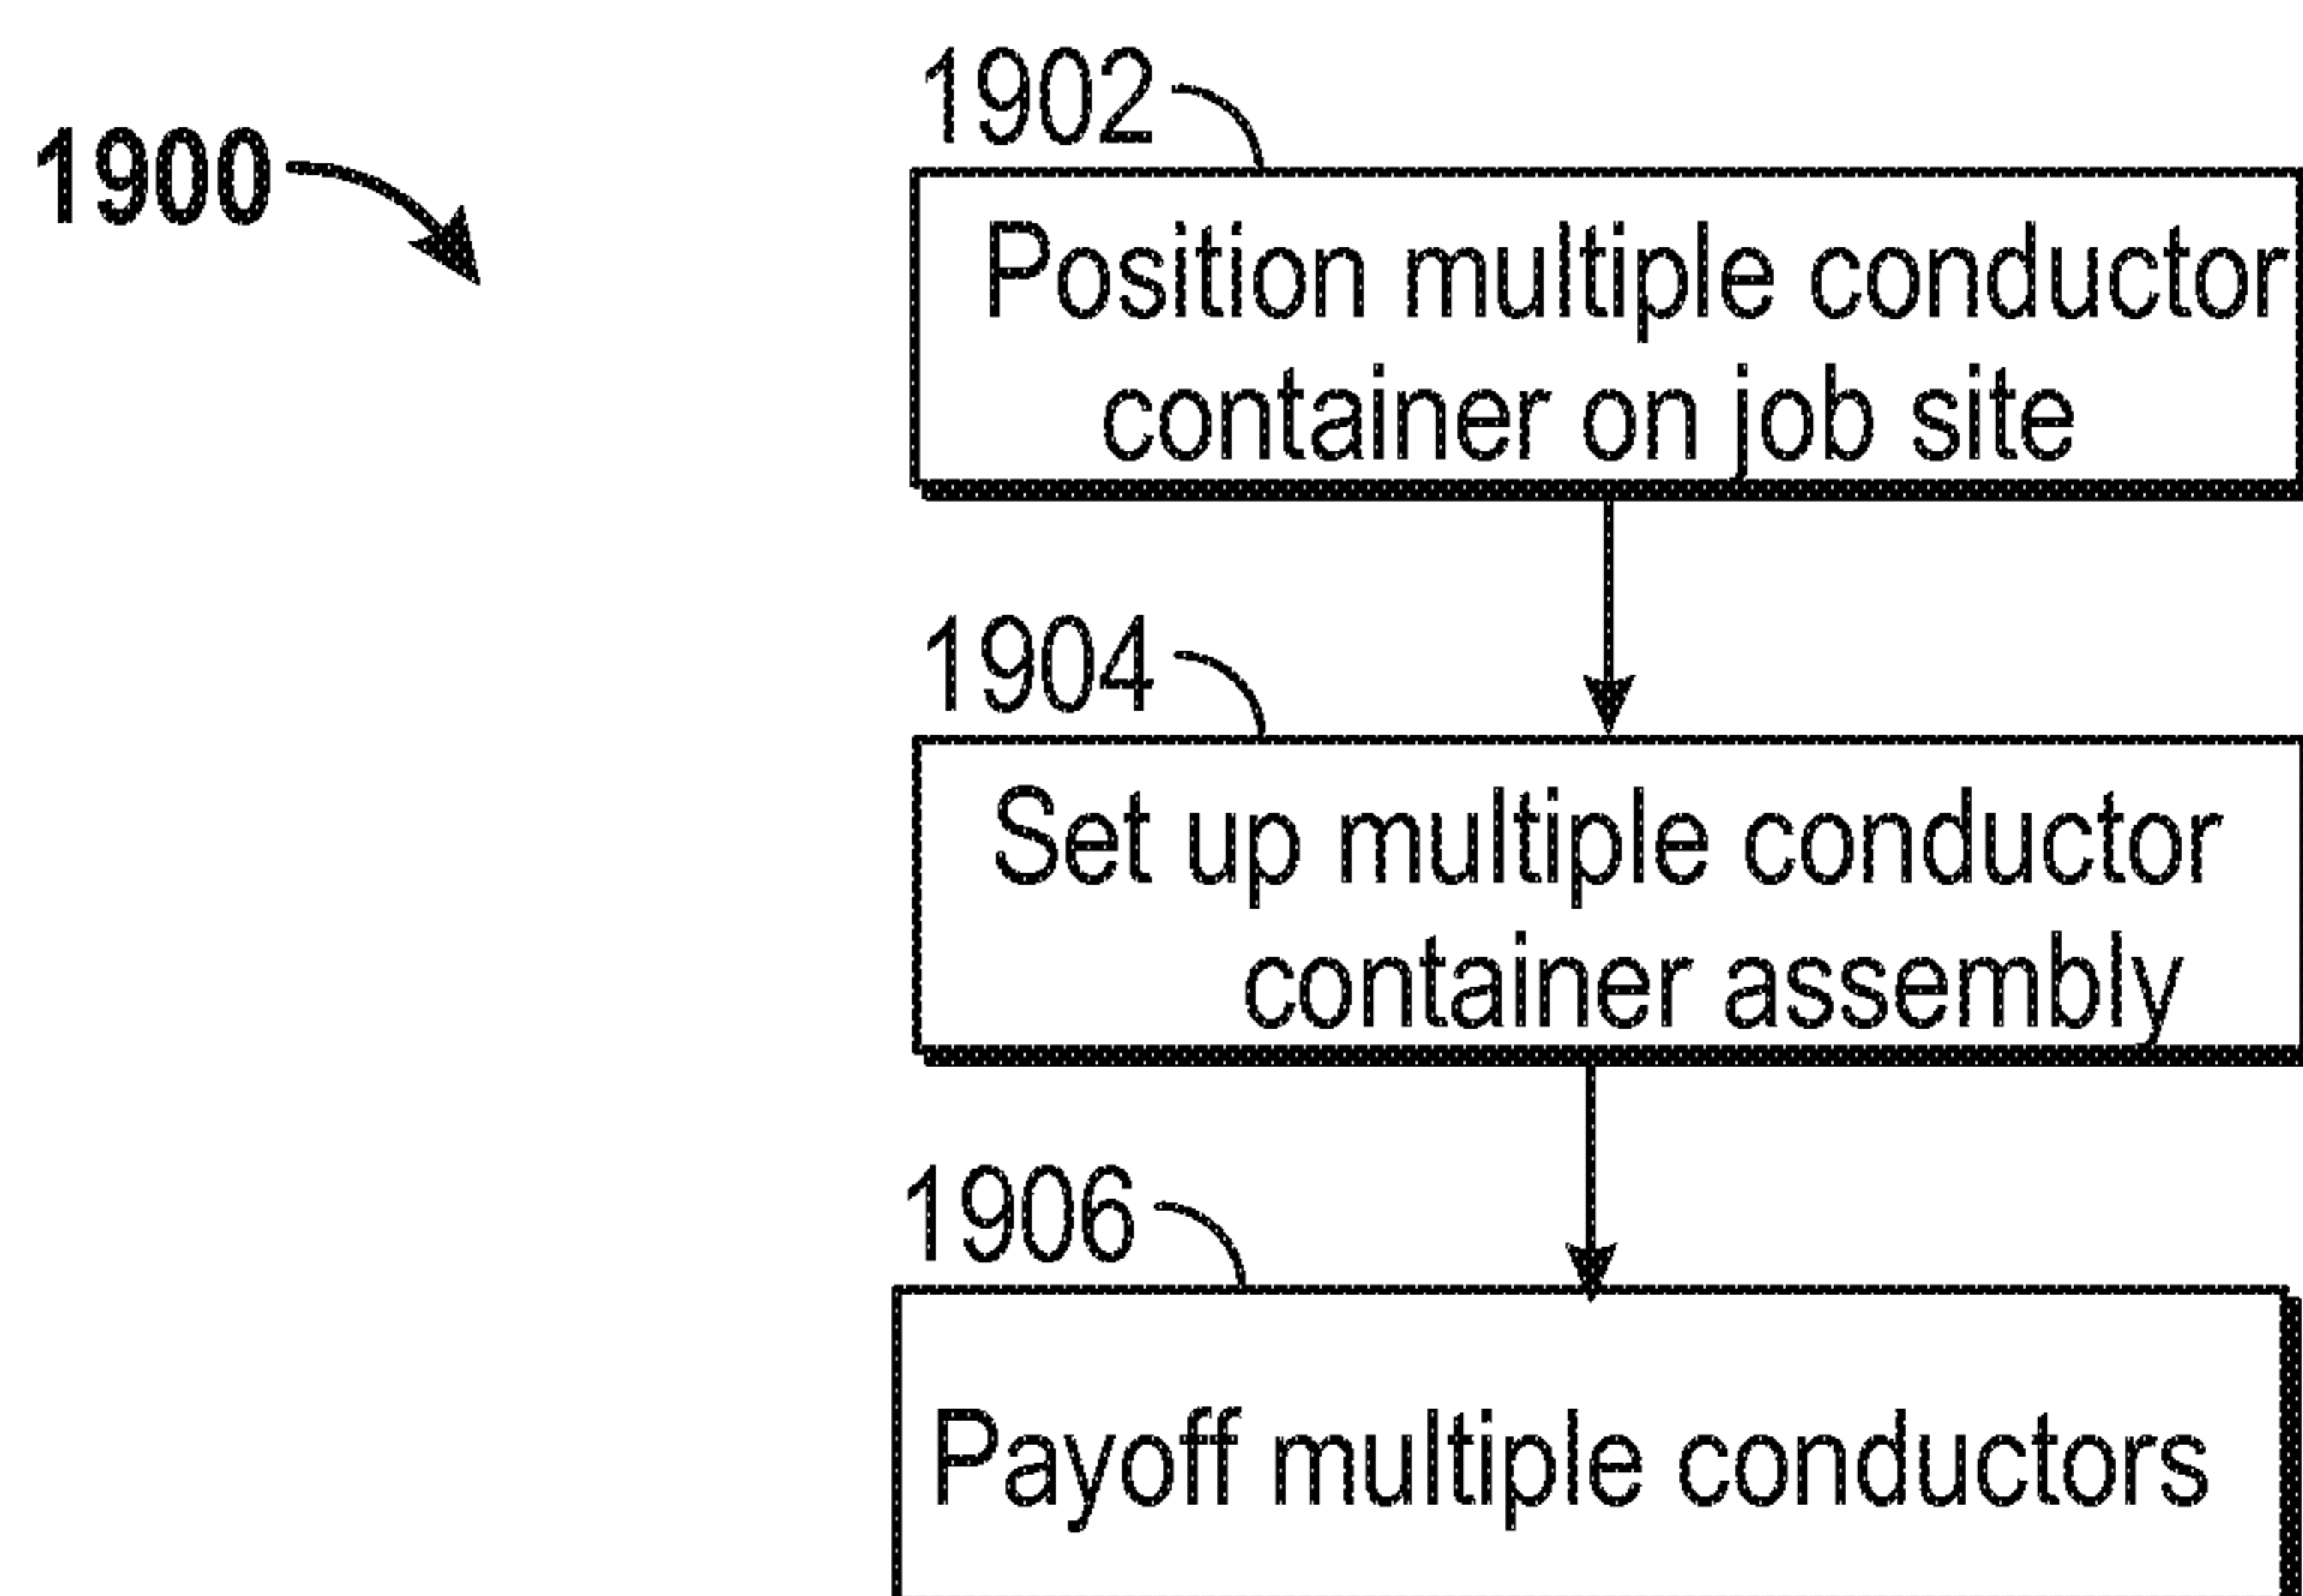 1900
1902
Position multiple conductor
container on job site
1904
Set up multiple conductor
container assembly
1906
Payoff multiple conductors